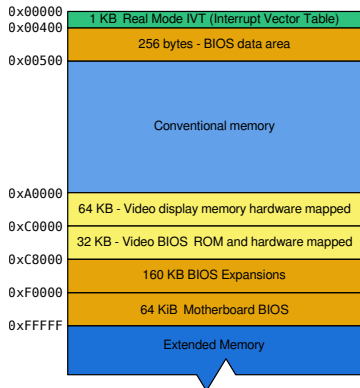 0x00000
1 KB Real Mode IVT (Interrupt Vector Table)
0x00400
256 bytes - BIOS data area
0x00500
Conventional memory
0xA0000
64 KB - Video display memory hardware mapped
0xC0000
32 KB - Video BIOS ROM and hardware mapped
0xC8000
160 KB BIOS Expansions
0xF0000
64 KiB Motherboard BIOS
0xFFFFF
Extended Memory